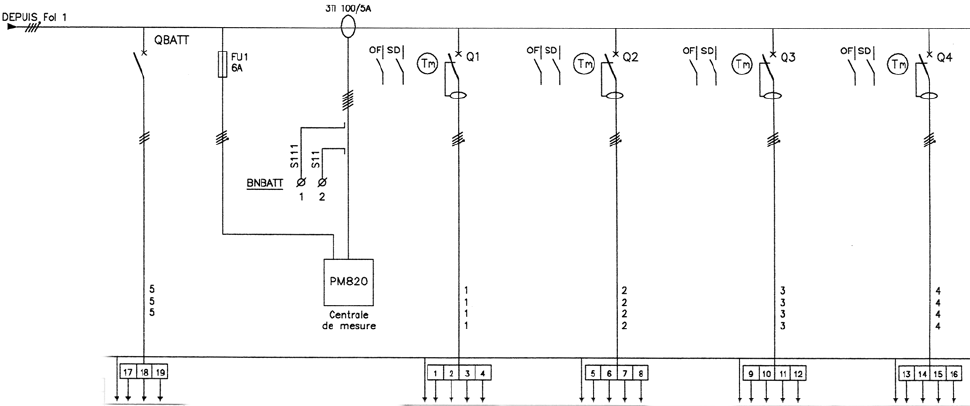 3TI 100/5A
DEPUIS Fol 1
QBATT
FU1
6A
OF SD
Tm
Q1
OF SD
Tm
Q2
OF SD
Tm
Q3
OF SD
Tm
Q4
S111
S11
BNBATT
1 2
PM820
Centrale
de mesure
5
5
5
1
1
1
1
2
2
2
2
3
3
3
3
4
4
4
4
17 18 19
1 2 3 4
5 6 7 8
9 10 11 12
13 14 15 16